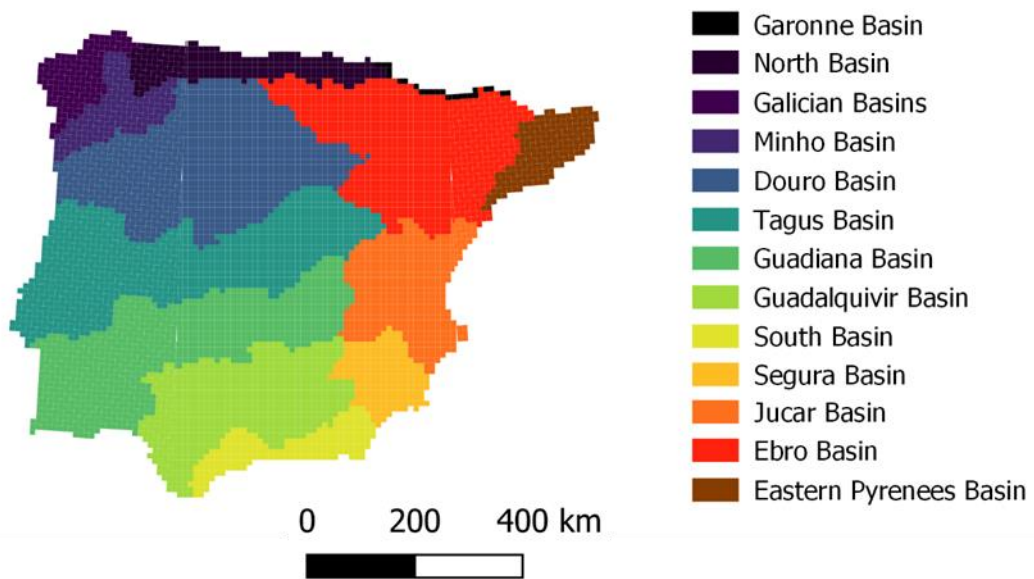 Garonne Basin
North Basin
Galician Basins
Minho Basin
Douro Basin
Tagus Basin
Guadiana Basin
Guadalquivir Basin
South Basin
Segura Basin
Jucar Basin
Ebro Basin
Eastern Pyrenees Basin
0 200 400 km